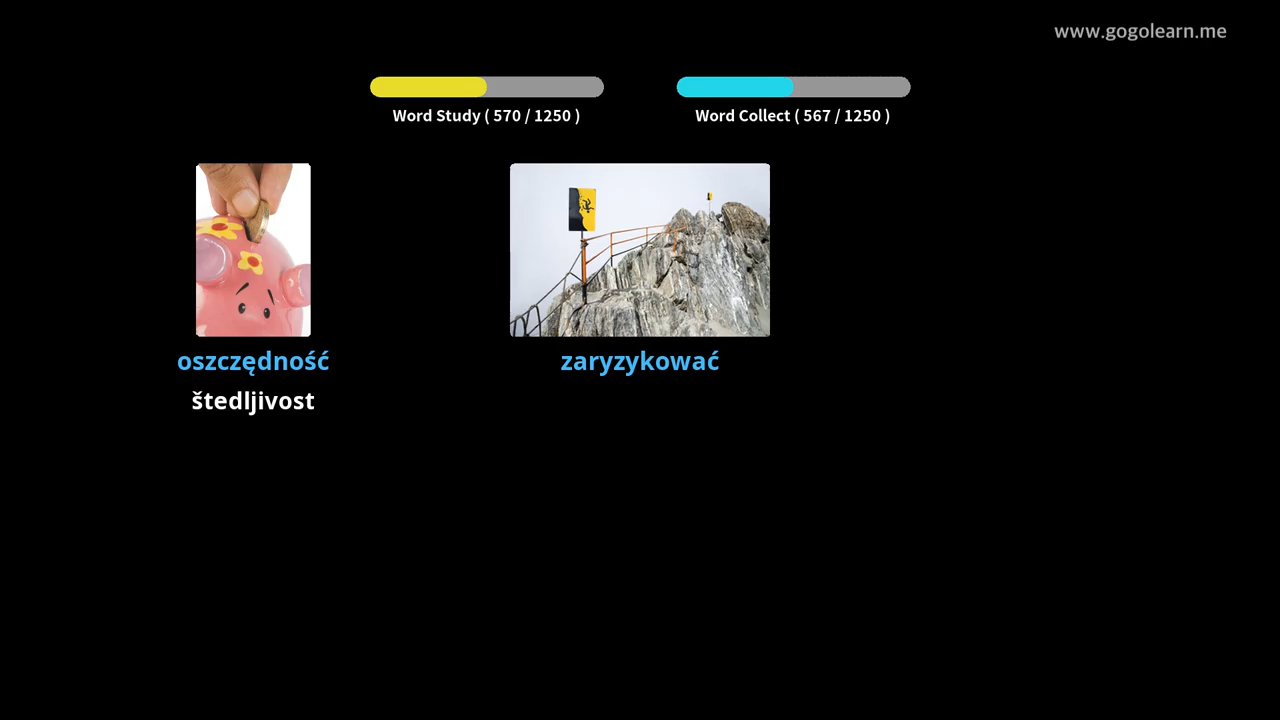 www.gogolearn.me
Word Study ( 570 / 1250 )
Word Collect ( 567 / 1250 )
oszczędność
zaryzykować
štedljivost